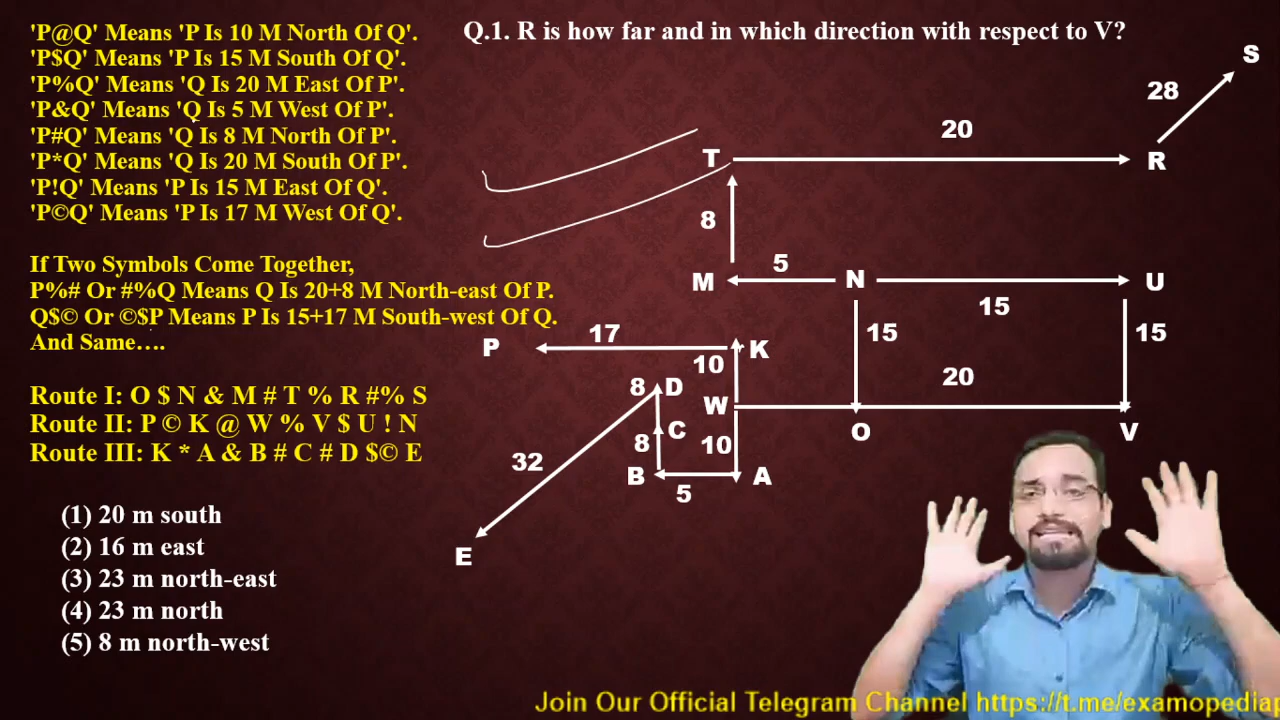 'P@Q' Means 'P Is 10 M North Of Q'.
'P$Q' Means 'P Is 15 M South Of Q'.
'P%Q' Means 'Q Is 20 M East Of P'.
'P&Q' Means 'Q Is 5 M West Of P'.
'P#Q' Means 'Q Is 8 M North Of P'.
'P*Q' Means 'Q Is 20 M South Of P'.
'P!Q' Means 'P Is 15 M East Of Q'.
'P©Q' Means 'P Is 17 M West Of Q'.
If Two Symbols Come Together,
P%# Or #%Q Means Q Is 20+8 M North-east Of P.
Q$© Or ©$P Means P Is 15+17 M South-west Of Q.
And Same….
Route I: O $ N & M # T % R #% S
Route II: P © K @ W % V $ U ! N
Route III: K * A & B # C # D $© E
(1) 20 m south
(2) 16 m east
(3) 23 m north-east
(4) 23 m north
(5) 8 m north-west
Q.1. R is how far and in which direction with respect to V?
S
28
20
T
R
8
5
M
N
U
15
15
15
17
P
K
10
20
8
D
W
C
O
V
8
10
32
B
A
5
E
Join Our Official Telegram Channel https://t.me/examopediap